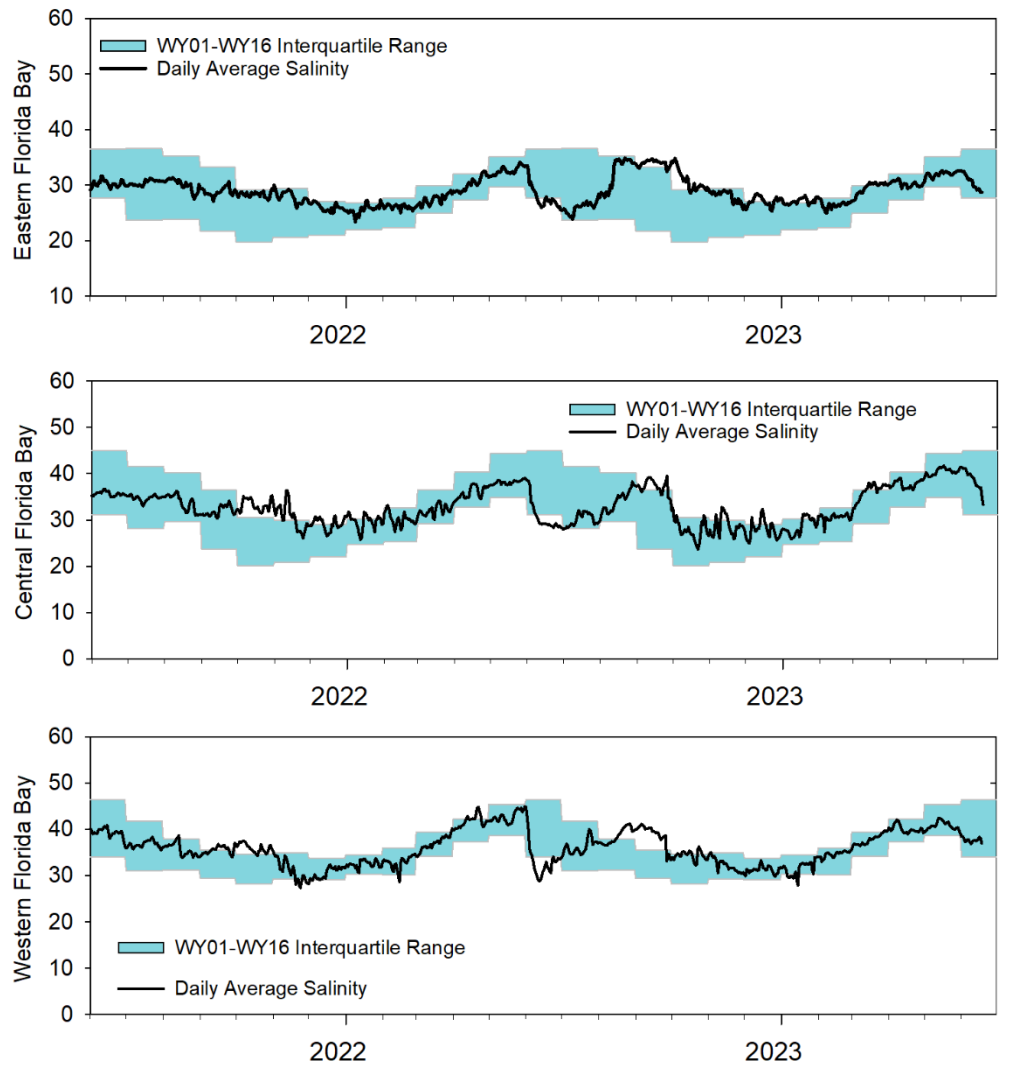 60
50
40
30
20
10
Eastern Florida Bay
WY01-WY16 Interquartile Range
Daily Average Salinity
2022
2023
60
50
40
30
20
10
0
Central Florida Bay
WY01-WY16 Interquartile Range
Daily Average Salinity
2022
2023
60
50
40
30
20
10
0
Western Florida Bay
WY01-WY16 Interquartile Range
Daily Average Salinity
2022
2023